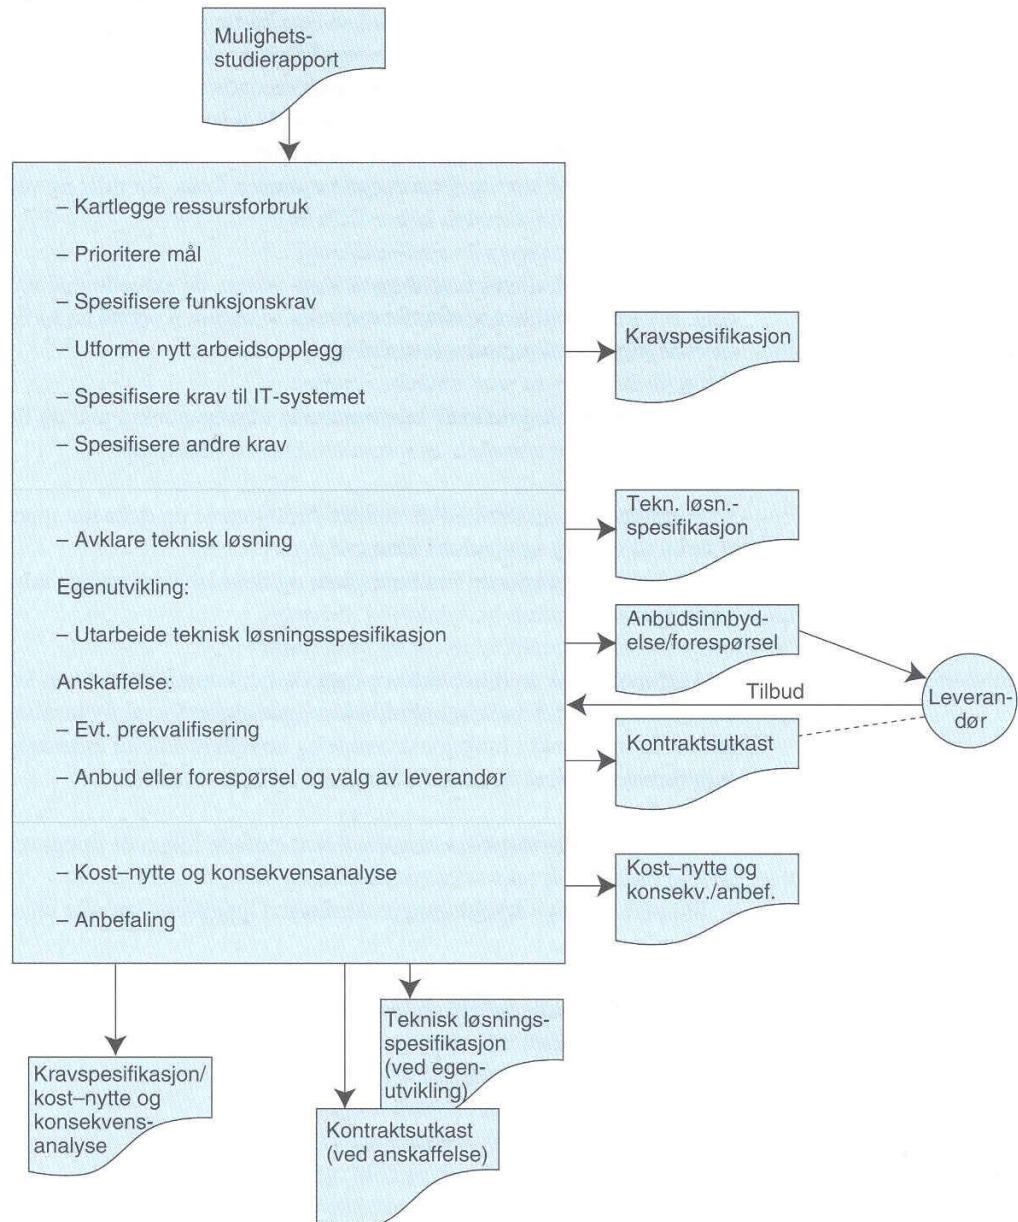 Mulighets-
studierapport
– Kartlegge ressursforbruk
– Prioritere mål
– Spesifisere funksjonskrav
– Utforme nytt arbeidsopplegg
– Spesifisere krav til IT-systemet
– Spesifisere andre krav
Kravspesifikasjon
– Avklare teknisk løsning
Egenutvikling:
– Utarbeide teknisk løsningsspesifikasjon
Anskaffelse:
– Evt. prekvalifisering
– Anbud eller forespørsel og valg av leverandør
Tekn. løsn.-
spesifikasjon
Anbudsinnbyd-
else/forespørsel
Tilbud
Leveran-
dør
Kontraktsutkast
– Kost–nytte og konsekvensanalyse
– Anbefaling
Kost–nytte og
konsekv./anbef.
Kravspesifikasjon/
kost–nytte og
konsekvens-
analyse
Teknisk løsnings-
spesifikasjon
(ved egen-
utvikling)
Kontraktsutkast
(ved anskaffelse)